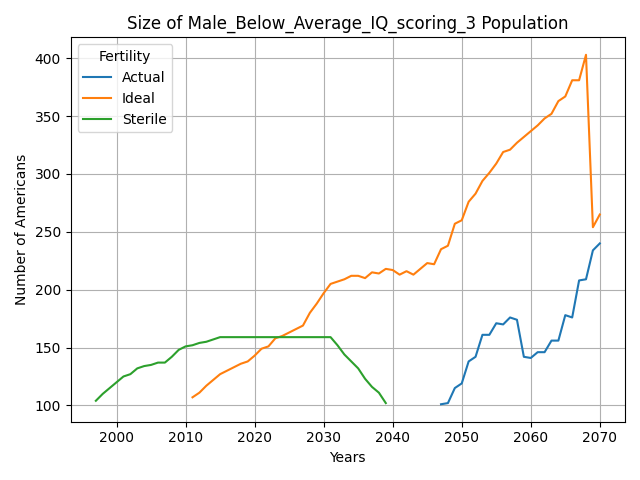 Size of Male_Below_Average_IQ_scoring_3 Population
Fertility
Actual
Ideal
Sterile
Number of Americans
400
350
300
250
200
150
100
2000
2010
2020
2030
2040
2050
2060
2070
Years